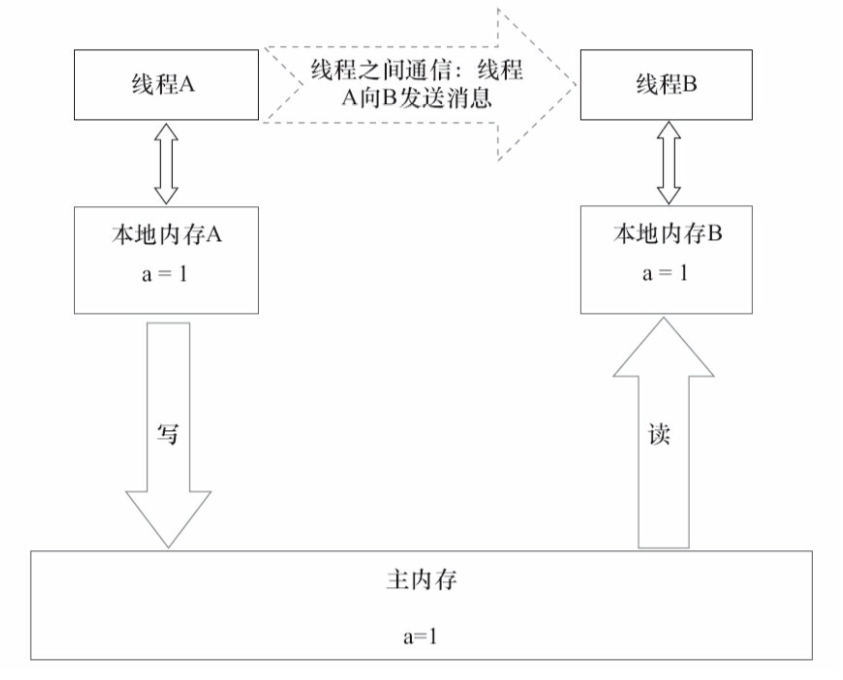 线程A
线程之间通信：线程
A向B发送消息
线程B
本地内存A
a = 1
本地内存B
a = 1
写
读
主内存
a=1